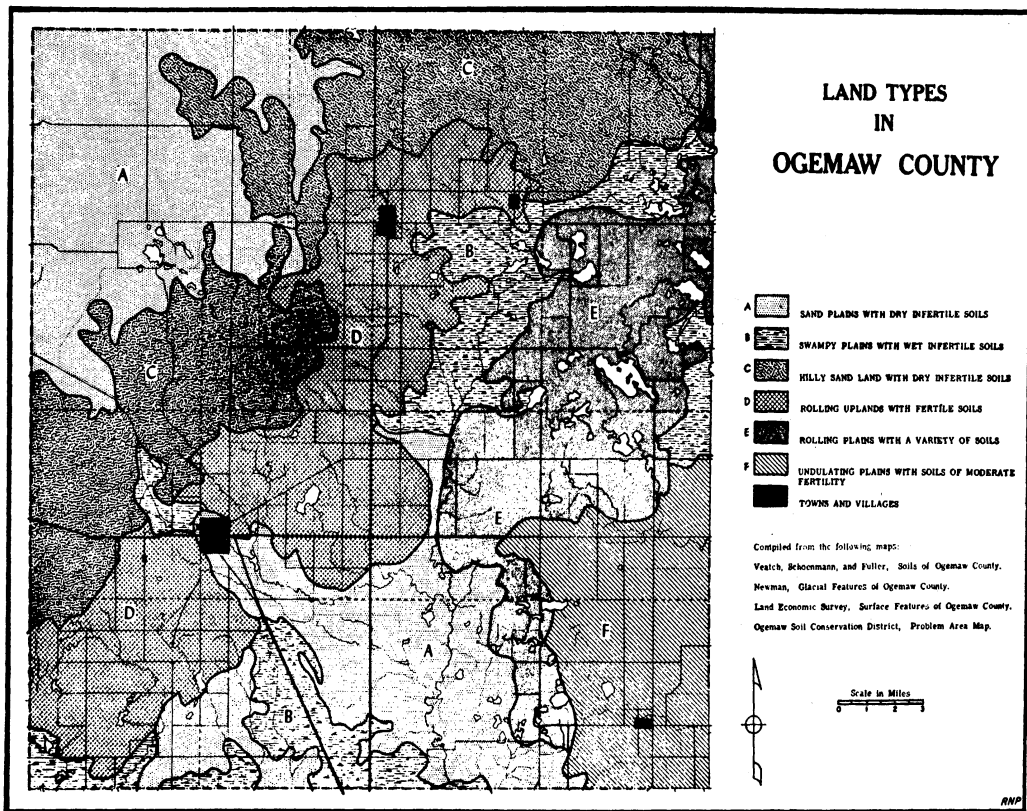 LAND TYPES
IN
OGEMAW COUNTY
C
A
B
E
D
C
E
D
F
A
B
E
A SAND PLAINS WITH DRY INFERTILE SOILS
B SWAMPY PLAINS WITH WET INFERTILE SOILS
C HILLY SAND LAND WITH DRY INFERTILE SOILS
D ROLLING UPLANDS WITH FERTILE SOILS
E ROLLING PLAINS WITH A VARIETY OF SOILS
F UNDULATING PLAINS WITH SOILS OF MODERATE
FERTILITY
TOWNS AND VILLAGES
Compiled from the following maps:
Veatch, Schoenmann, and Fuller, Soils of Ogemaw County.
Newman, Glacial Features of Ogemaw County.
Land Economic Survey, Surface Features of Ogemaw County.
Ogemaw Soil Conservation District, Problem Area Map.
Scale in Miles
0 1 2 3
RNP